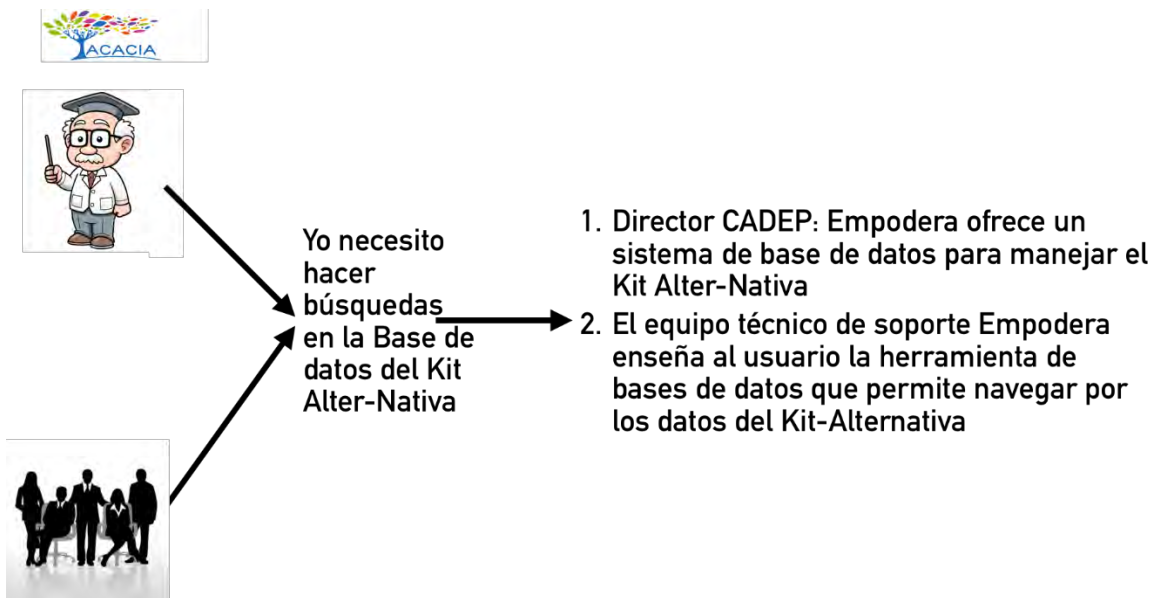 ACACIA
Yo necesito
hacer
búsquedas
en la Base de
datos del Kit
Alter-Nativa
1. Director CADEP: Empodera ofrece un
sistema de base de datos para manejar el
Kit Alter-Nativa
2. El equipo técnico de soporte Empodera
enseña al usuario la herramienta de
bases de datos que permite navegar por
los datos del Kit-Alternativa